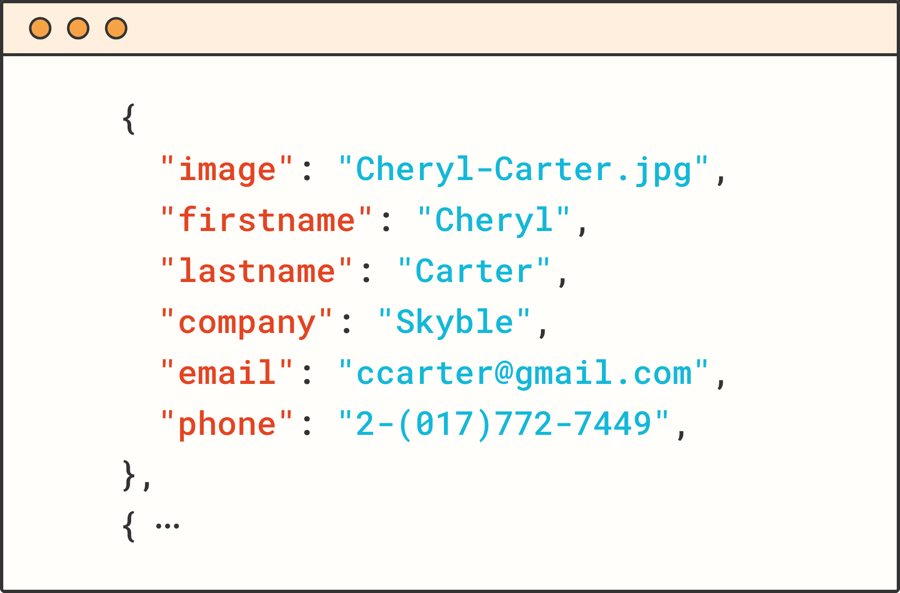 {
"image": "Cheryl-Carter.jpg",
"firstname": "Cheryl",
"lastname": "Carter",
"company": "Skyble",
"email": "ccarter@gmail.com",
"phone": "2-(017)772-7449",
},
{ ···